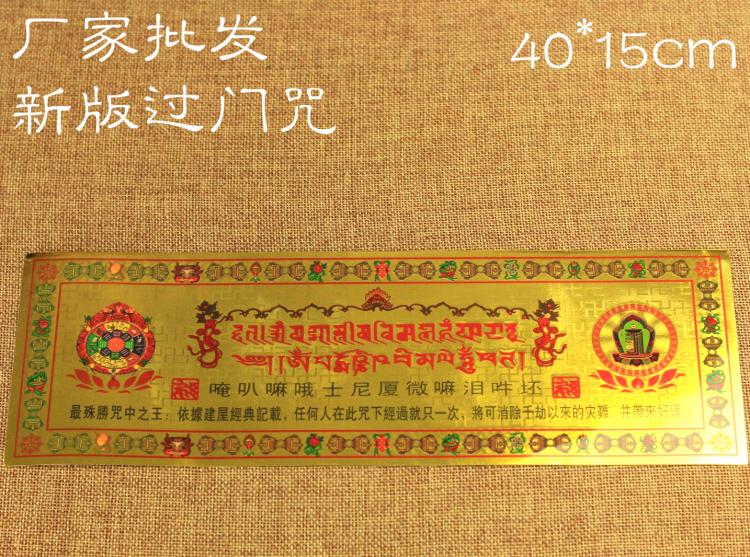 厂家批发
40*15cm
新版过门咒
唵叭嘛哦士尼厦微嘛泪吽坯
最殊勝咒中之王：依據建屋經典記載，任何人在此咒下經過就只一次，將可消除千劫以來的灾難 并帶來好運